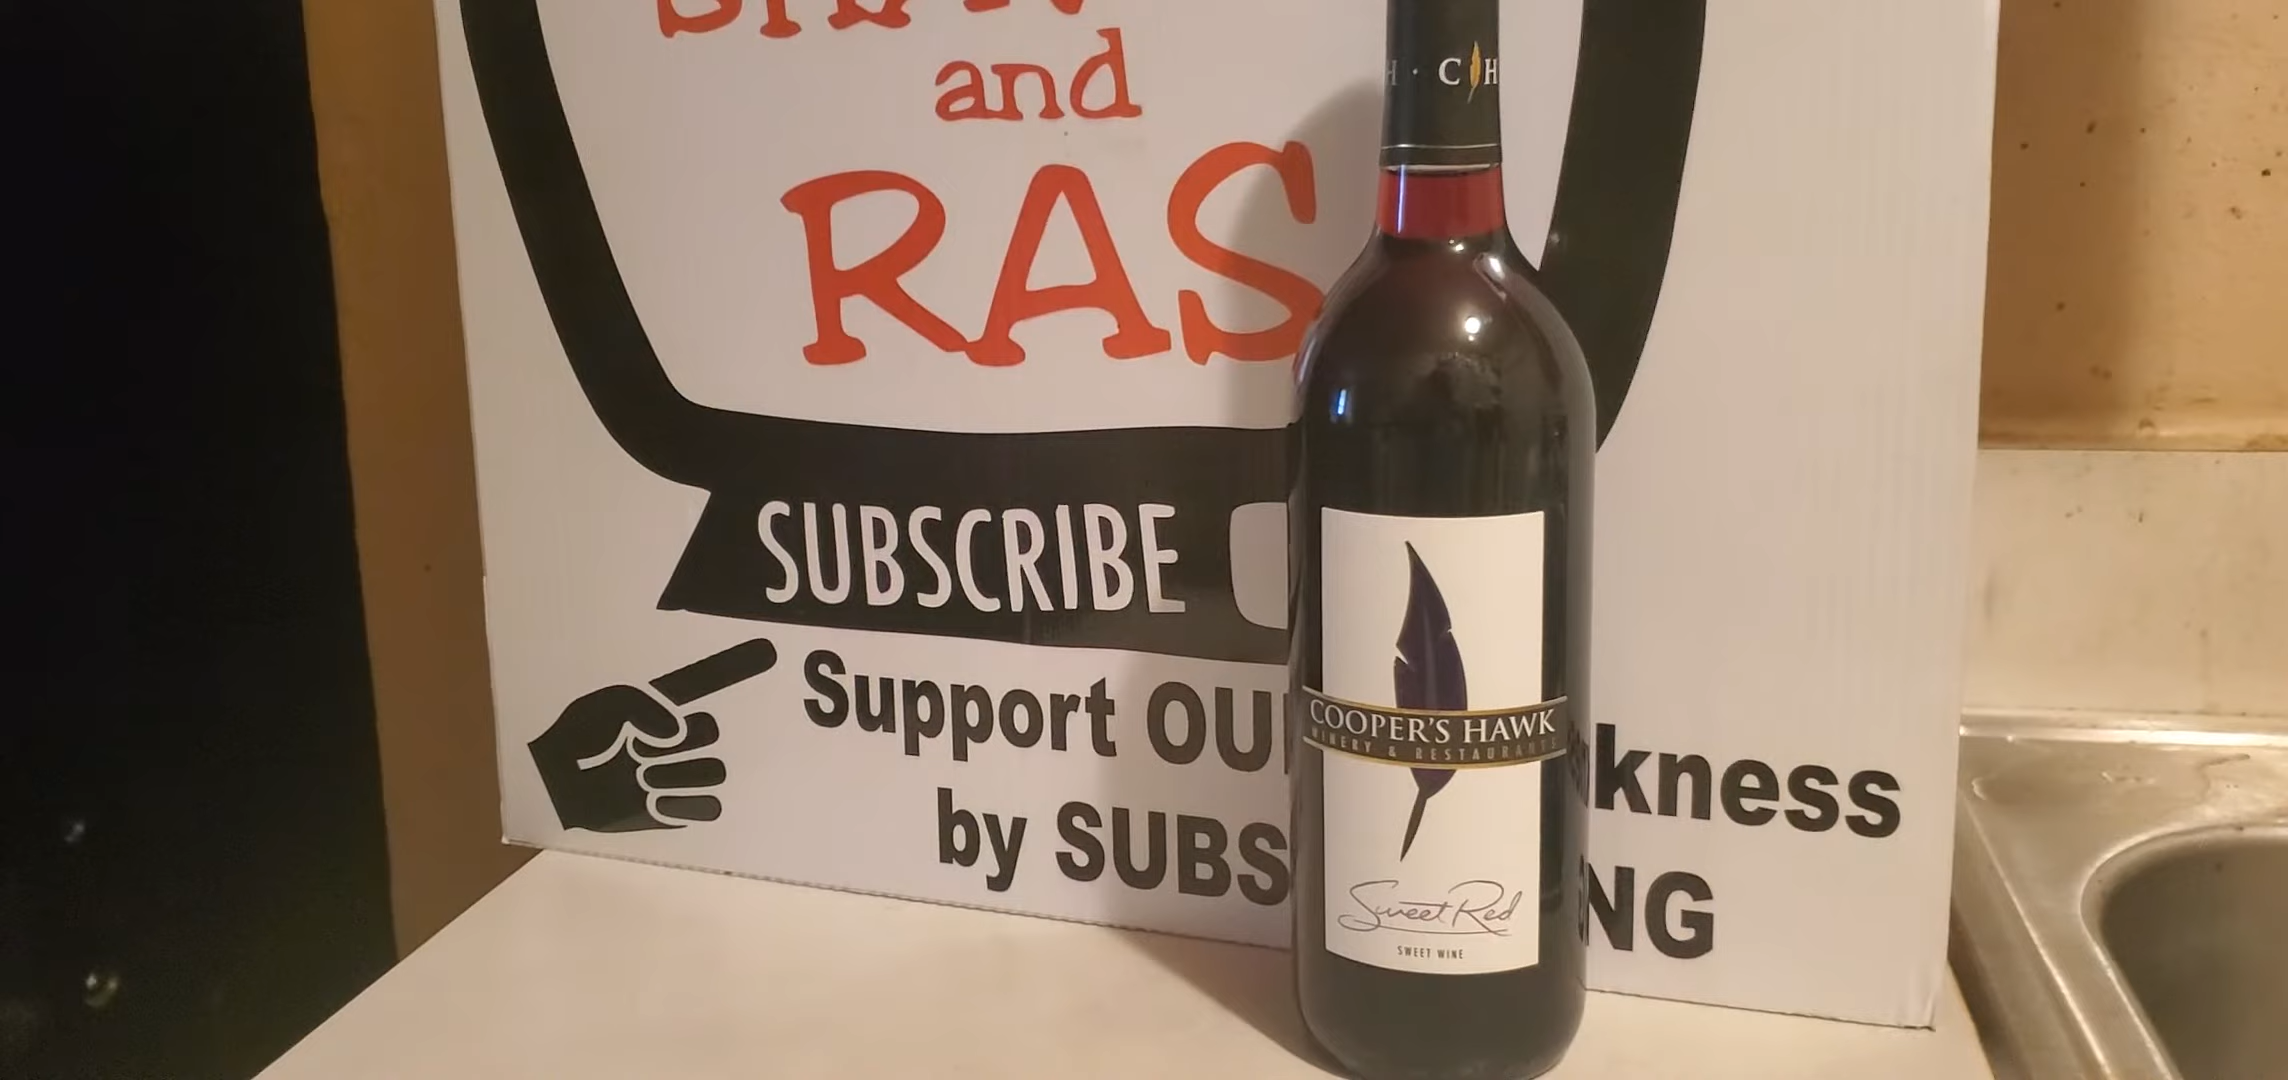 and
RAS
SUBSCRIBE
Support OU
kness
by SUBS
NG
H · C H
COOPER'S HAWK
WINERY & RESTAURANTS
Sweet Red
SWEET WINE